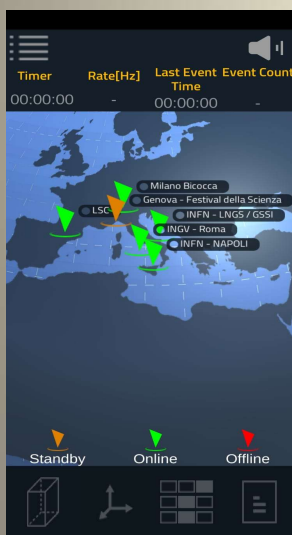 Timer Rate[Hz] Last Event Time Event Count
00:00:00 - 00:00:00 -
Milano Bicocca
Genova - Festival della Scienza
LSC
INFN - LNGS / GSSI
INGV - Roma
INFN - NAPOLI
Standby Online Offline